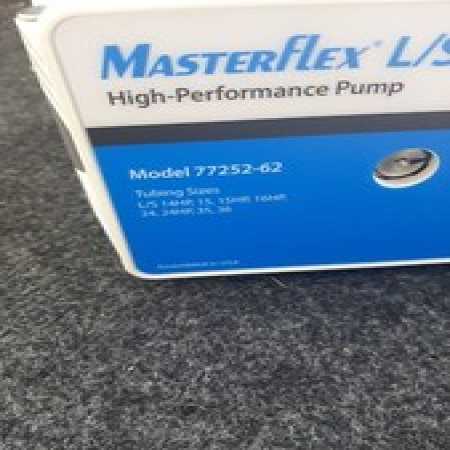 MASTERFLEX® L/S
High-Performance Pump
Model 77252-62
Tubing Sizes
L/S 14HP, 15, 15HP, 16HP,
24, 24HP, 35, 36